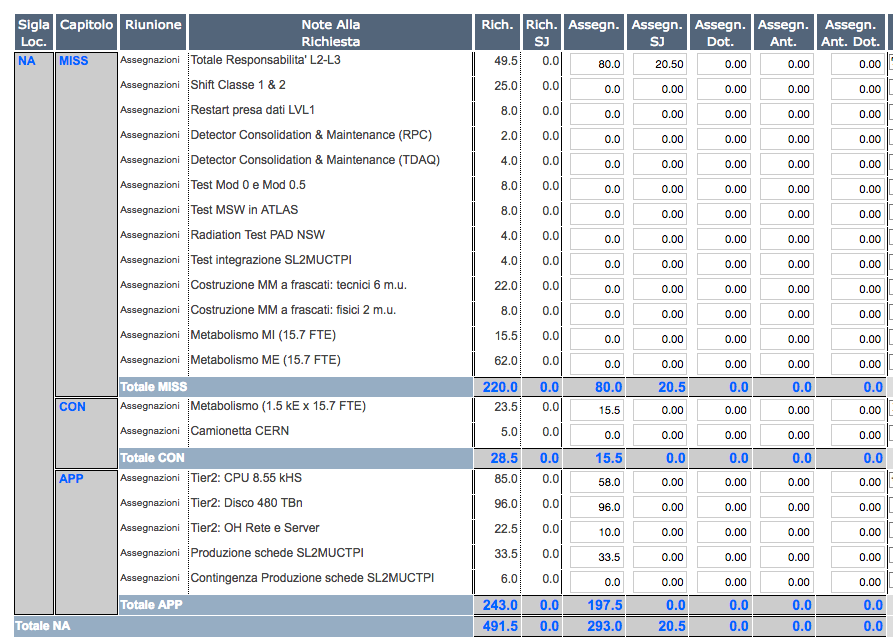 Sigla Loc. Capitolo Riunione Note Alla Richiesta Rich. Rich. SJ Assegn. Assegn. SJ Assegn. Dot. Assegn. Ant. Assegn. Ant. Dot.
NA MISS Assegnazioni Totale Responsabilita' L2-L3 49.5 0.0 80.0 20.50 0.00 0.00 0.00
Assegnazioni Shift Classe 1 & 2 25.0 0.0 0.0 0.00 0.00 0.00 0.00
Assegnazioni Restart presa dati LVL1 8.0 0.0 0.0 0.00 0.00 0.00 0.00
Assegnazioni Detector Consolidation & Maintenance (RPC) 2.0 0.0 0.0 0.00 0.00 0.00 0.00
Assegnazioni Detector Consolidation & Maintenance (TDAQ) 4.0 0.0 0.0 0.00 0.00 0.00 0.00
Assegnazioni Test Mod 0 e Mod 0.5 8.0 0.0 0.0 0.00 0.00 0.00 0.00
Assegnazioni Test MSW in ATLAS 8.0 0.0 0.0 0.00 0.00 0.00 0.00
Assegnazioni Radiation Test PAD NSW 4.0 0.0 0.0 0.00 0.00 0.00 0.00
Assegnazioni Test integrazione SL2MUCTPI 4.0 0.0 0.0 0.00 0.00 0.00 0.00
Assegnazioni Costruzione MM a frascati: tecnici 6 m.u. 22.0 0.0 0.0 0.00 0.00 0.00 0.00
Assegnazioni Costruzione MM a frascati: fisici 2 m.u. 8.0 0.0 0.0 0.00 0.00 0.00 0.00
Assegnazioni Metabolismo MI (15.7 FTE) 15.5 0.0 0.0 0.00 0.00 0.00 0.00
Assegnazioni Metabolismo ME (15.7 FTE) 62.0 0.0 0.0 0.00 0.00 0.00 0.00
Totale MISS 220.0 0.0 80.0 20.5 0.0 0.0 0.0
CON Assegnazioni Metabolismo (1.5 kE x 15.7 FTE) 23.5 0.0 15.5 0.00 0.00 0.00 0.00
Assegnazioni Camionetta CERN 5.0 0.0 0.0 0.00 0.00 0.00 0.00
Totale CON 28.5 0.0 15.5 0.0 0.0 0.0 0.0
APP Assegnazioni Tier2: CPU 8.55 kHS 85.0 0.0 58.0 0.00 0.00 0.00 0.00
Assegnazioni Tier2: Disco 480 TBn 96.0 0.0 96.0 0.00 0.00 0.00 0.00
Assegnazioni Tier2: OH Rete e Server 22.5 0.0 10.0 0.00 0.00 0.00 0.00
Assegnazioni Produzione schede SL2MUCTPI 33.5 0.0 33.5 0.00 0.00 0.00 0.00
Assegnazioni Contingenza Produzione schede SL2MUCTPI 6.0 0.0 0.0 0.00 0.00 0.00 0.00
Totale APP 243.0 0.0 197.5 0.0 0.0 0.0 0.0
Totale NA 491.5 0.0 293.0 20.5 0.0 0.0 0.0